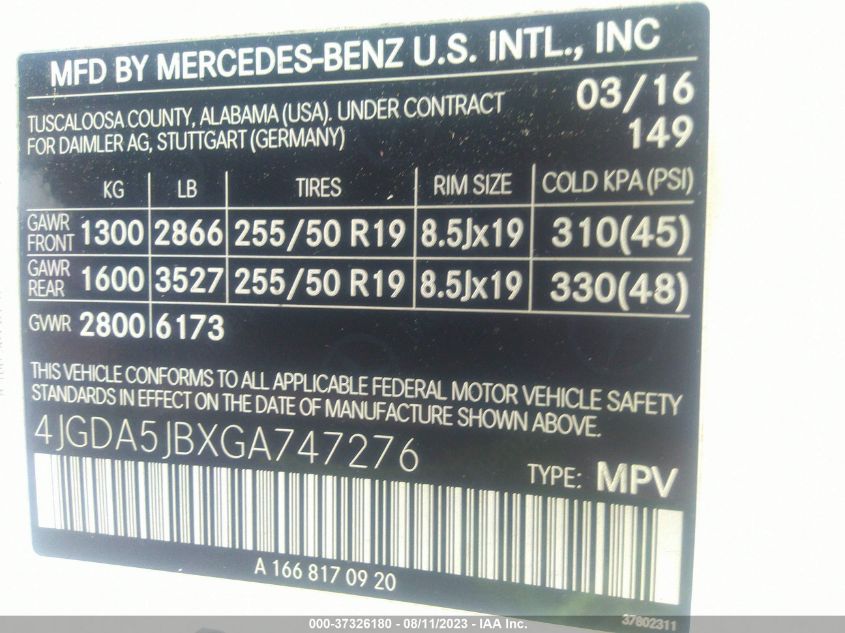 MFD BY MERCEDES-BENZ U.S. INTL., INC
TUSCALOOSA COUNTY, ALABAMA (USA). UNDER CONTRACT 03/16
FOR DAIMLER AG, STUTTGART (GERMANY) 149
KG LB TIRES RIM SIZE COLD KPA (PSI)
GAWR FRONT 1300 2866 255/50 R19 8.5Jx19 310(45)
GAWR REAR 1600 3527 255/50 R19 8.5Jx19 330(48)
GVWR 2800 6173
THIS VEHICLE CONFORMS TO ALL APPLICABLE FEDERAL MOTOR VEHICLE SAFETY
STANDARDS IN EFFECT ON THE DATE OF MANUFACTURE SHOWN ABOVE.
4JGDA5JBXGA747276
TYPE: MPV
A 166 817 09 20
37802311
000-37326180 - 08/11/2023 - IAA Inc.